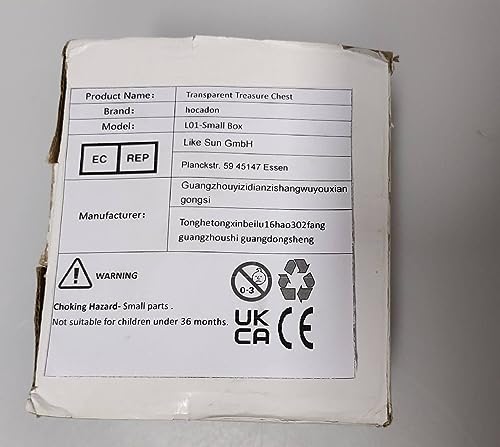 Product Name: Transparent Treasure Chest
Brand: hocadon
Model: L01-Small Box
EC REP Like Sun GmbH
Planckstr. 59 45147 Essen
Manufacturer: Guangzhouyizidianzishangwuyouxian
gongsi
Tonghetongxinbeilu16hao302fang
guangzhoushi guangdongsheng
WARNING
Choking Hazard- Small parts .
Not suitable for children under 36 months.
0-3
UK
CA CE